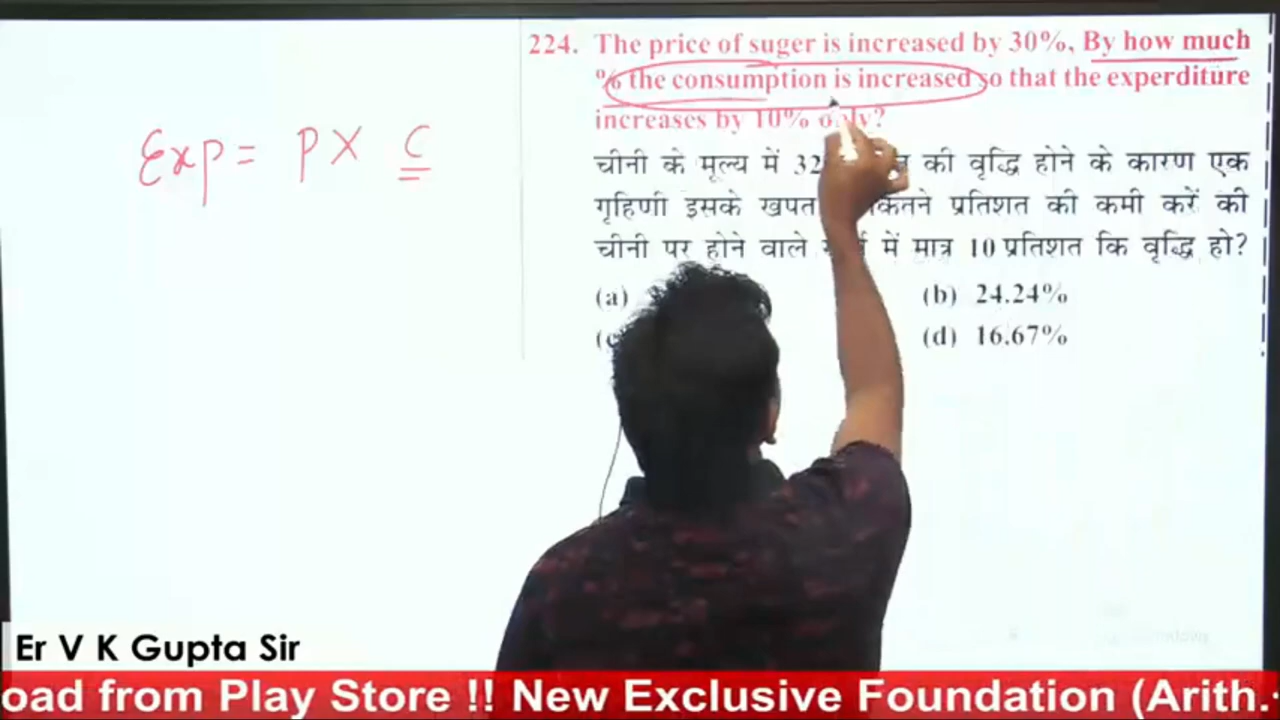 224. The price of suger is increased by 30%, By how much
% the consumption is increased so that the experditure
increases by 10% only?
Exp = P X C
चीनी के मूल्य में 32 की वृद्धि होने के कारण एक
गृहिणी इसके खपत कितने प्रतिशत की कमी करें की
चीनी पर होने वाले में मात्र 10 प्रतिशत कि वृद्धि हो?
(a) (b) 24.24%
(d) 16.67%
Er V K Gupta Sir
oad from Play Store !! New Exclusive Foundation (Arith.